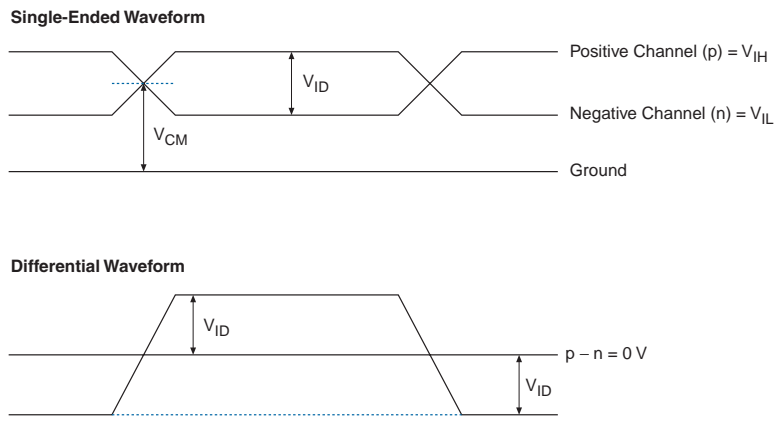 Single-Ended Waveform
Positive Channel (p) = VIH
VID
Negative Channel (n) = VIL
VCM
Ground
Differential Waveform
VID
p – n = 0 V
VID